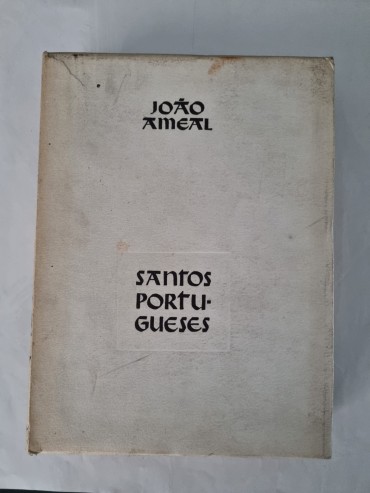 JOÃO
AMEAL
SANTOS
PORTU-
GUESES